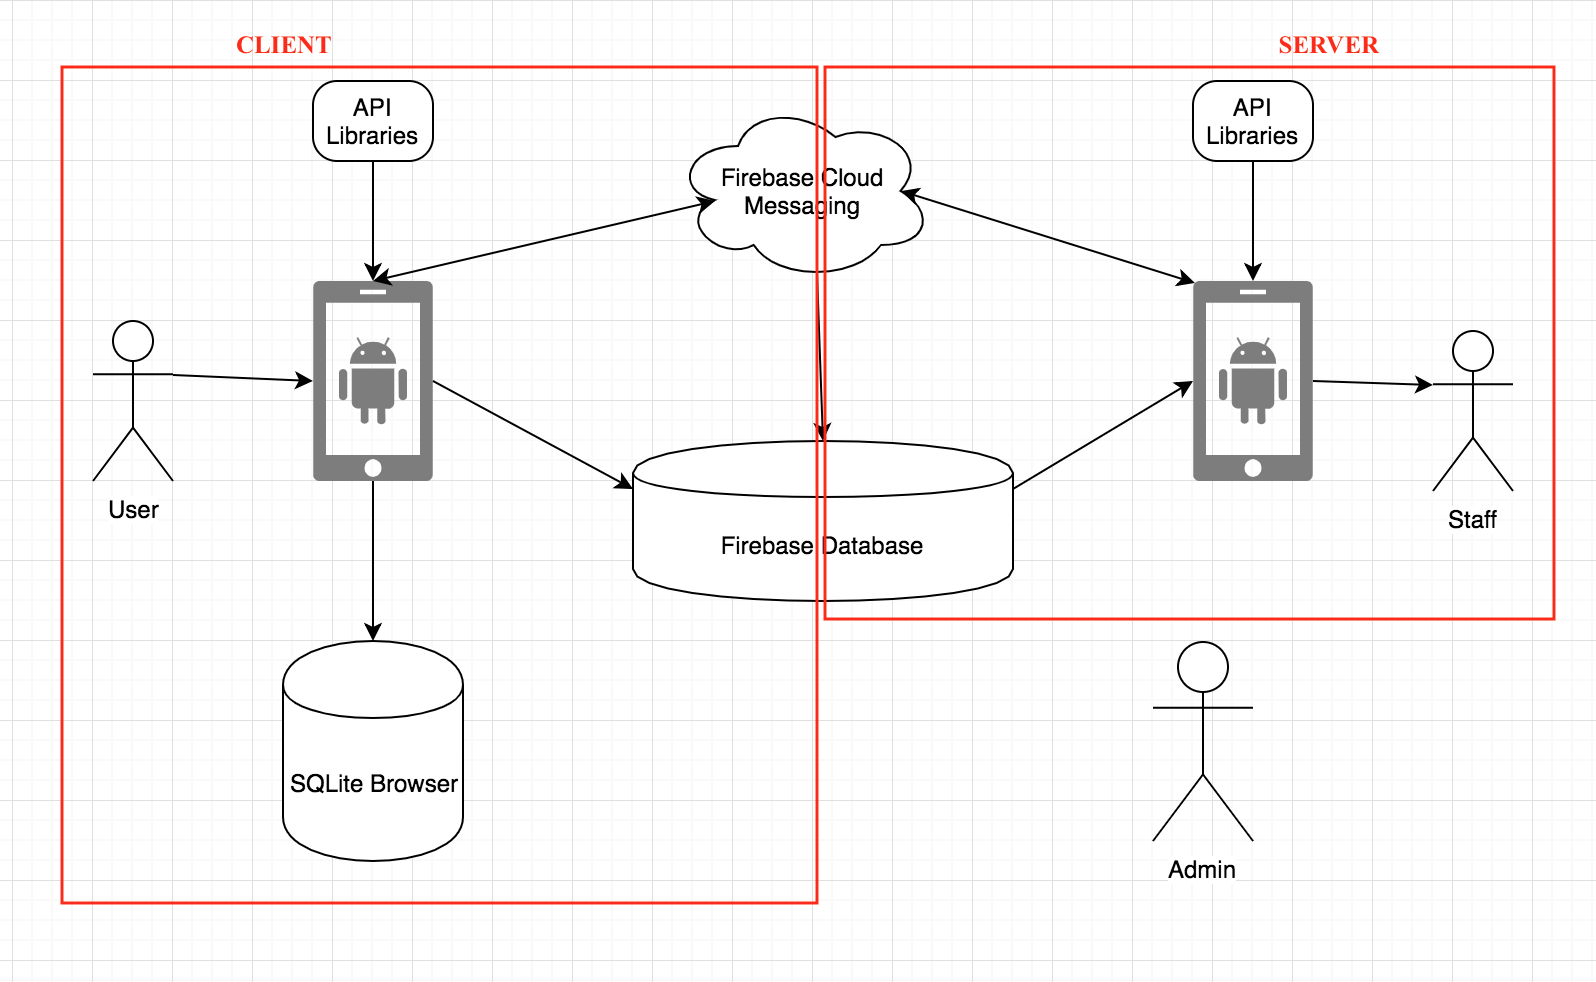 CLIENT
SERVER
API
Libraries
API
Libraries
Firebase Cloud
Messaging
User
Staff
Firebase Database
SQLite Browser
Admin